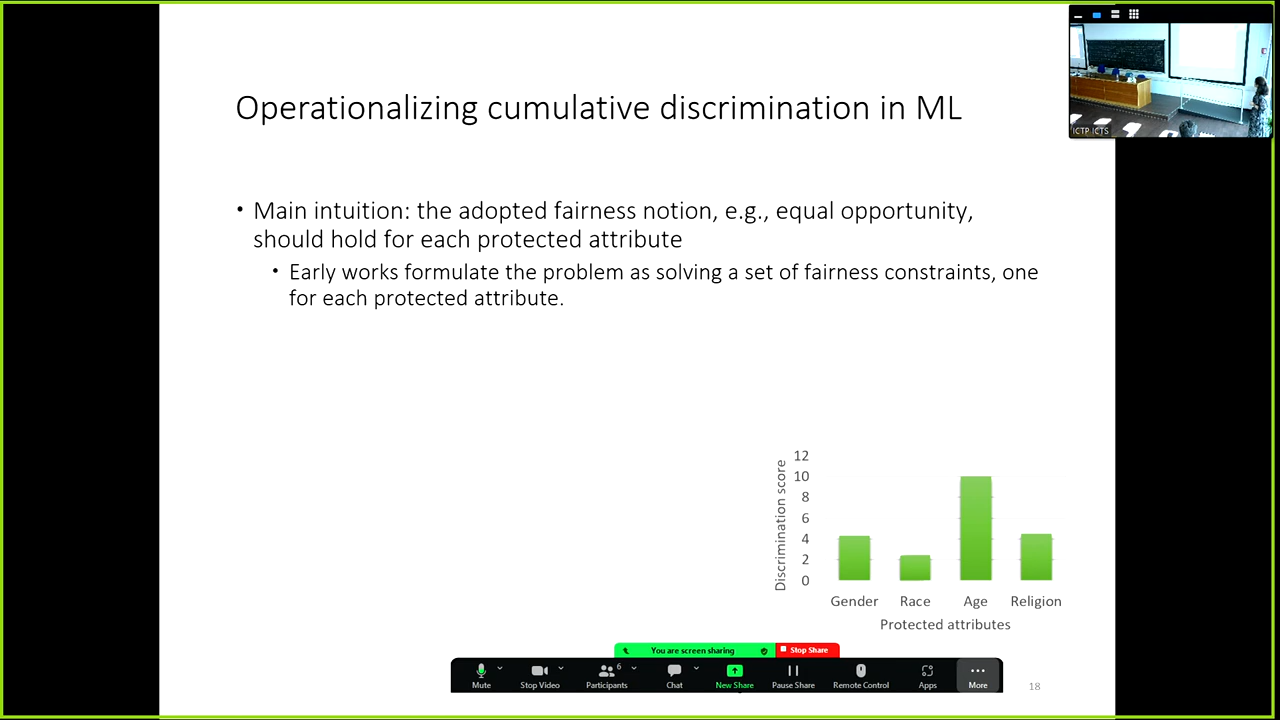 ICTP ICTS
Operationalizing cumulative discrimination in ML
• Main intuition: the adopted fairness notion, e.g., equal opportunity,
should hold for each protected attribute
• Early works formulate the problem as solving a set of fairness constraints, one
for each protected attribute.
Discrimination score
12
10
8
6
4
2
0
Gender Race Age Religion
Protected attributes
You are screen sharing Stop Share
6
Mute Stop Video Participants Chat New Share Pause Share Remote Control Apps More
18